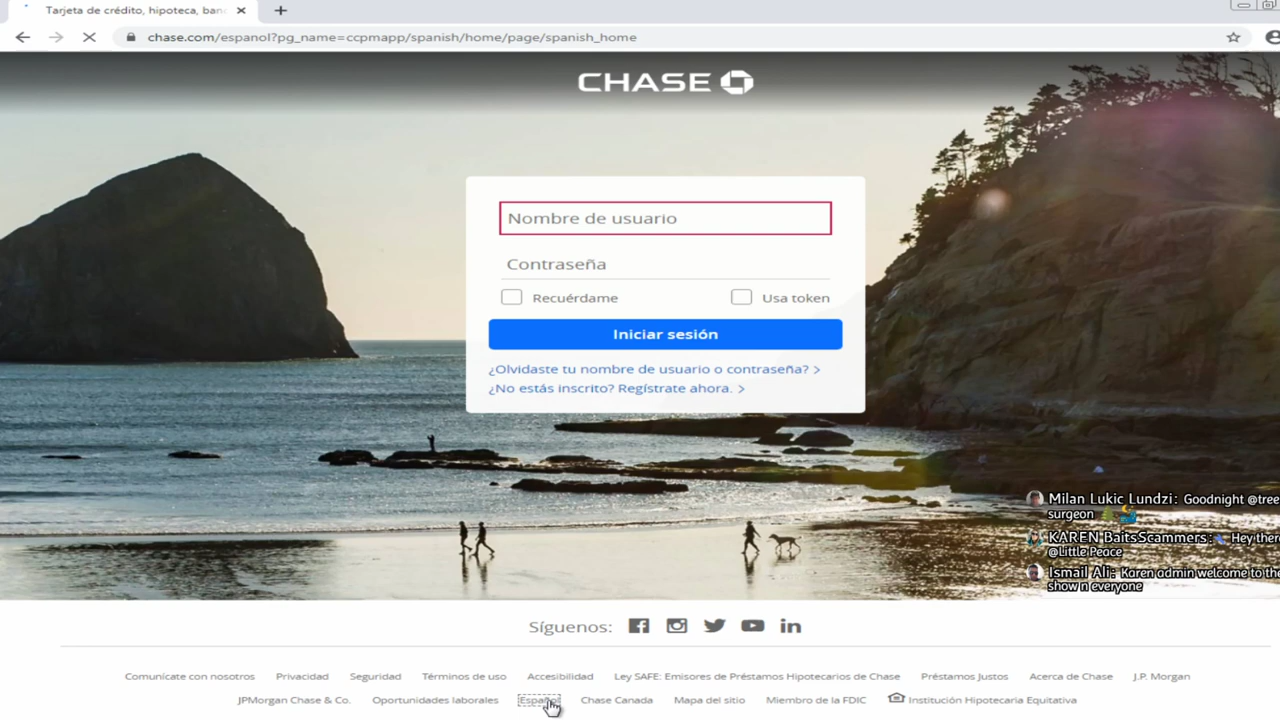 Tarjeta de crédito, hipoteca, ban
chase.com/espanol?pg_name=ccpmapp/spanish/home/page/spanish_home
CHASE
Nombre de usuario
Contraseña
Recuérdame Usa token
Iniciar sesión
¿Olvidaste tu nombre de usuario o contraseña? >
¿No estás inscrito? Regístrate ahora. >
Milan Lukic Lundzi: Goodnight @tree
surgeon
KAREN BaitsScammers: Hey ther
@Little Peace
Ismail Ali: Karen admin welcome to the
show n everyone
Síguenos:
Comunícate con nosotros Privacidad Seguridad Términos de uso Accesibilidad Ley SAFE: Emisores de Préstamos Hipotecarios de Chase Préstamos Justos Acerca de Chase J.P. Morgan
JPMorgan Chase & Co. Oportunidades laborales Español Chase Canada Mapa del sitio Miembro de la FDIC Institución Hipotecaria Equitativa